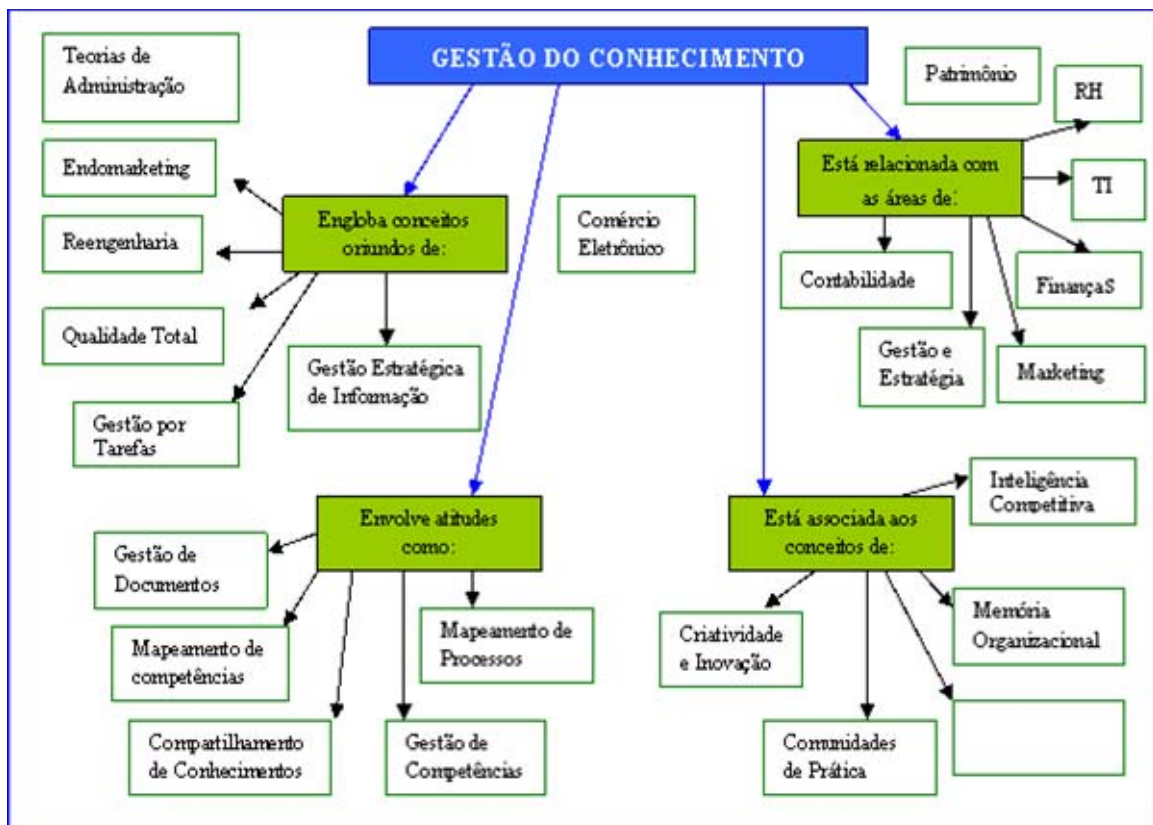 GESTÃO DO CONHECIMENTO
Teorias de
Administração
Endomarketing
Reengenharia
Qualidade Total
Gestão por
Tarefas
Engloba conceitos
oriundos de:
Gestão Estratégica
de Informação
Comércio
Eletrônico
Patrimônio
RH
Está relacionada com
as áreas de:
TI
Contabilidade
FinançaS
Gestão e
Estratégia
Marketing
Envolve atitudes
como:
Gestão de
Documentos
Mapeamento de
competências
Compartilhamento
de Conhecimentos
Gestão de
Competências
Mapeamento de
Processos
Está associada aos
conceitos de:
Inteligência
Competitiva
Criatividade
e Inovação
Memória
Organizacional
Comunidades
de Prática